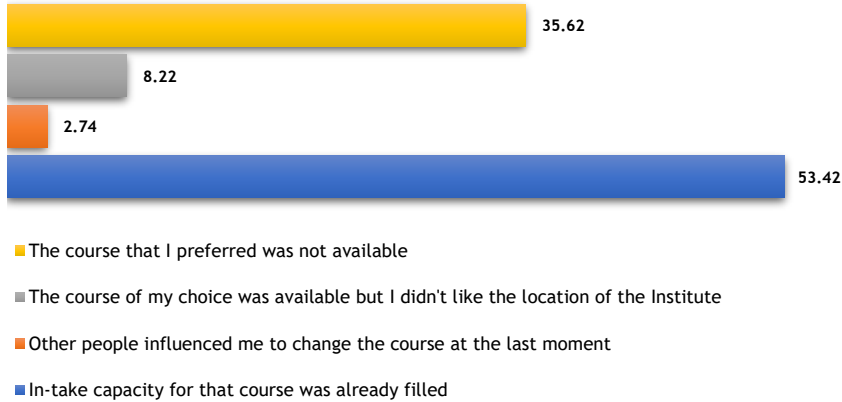 35.62
8.22
2.74
53.42
The course that I preferred was not available
The course of my choice was available but I didn't like the location of the Institute
Other people influenced me to change the course at the last moment
In-take capacity for that course was already filled